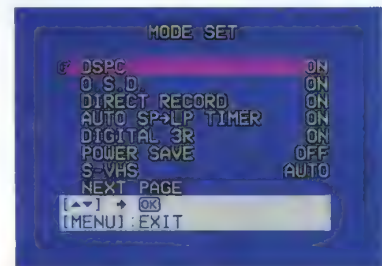 MODE SET
☞ DSPC ON
O.S.D. ON
DIRECT RECORD ON
AUTO SP→LP TIMER ON
DIGITAL 3R ON
POWER SAVE OFF
S-VHS AUTO
NEXT PAGE
[▲▼] → OK
[MENU] : EXIT